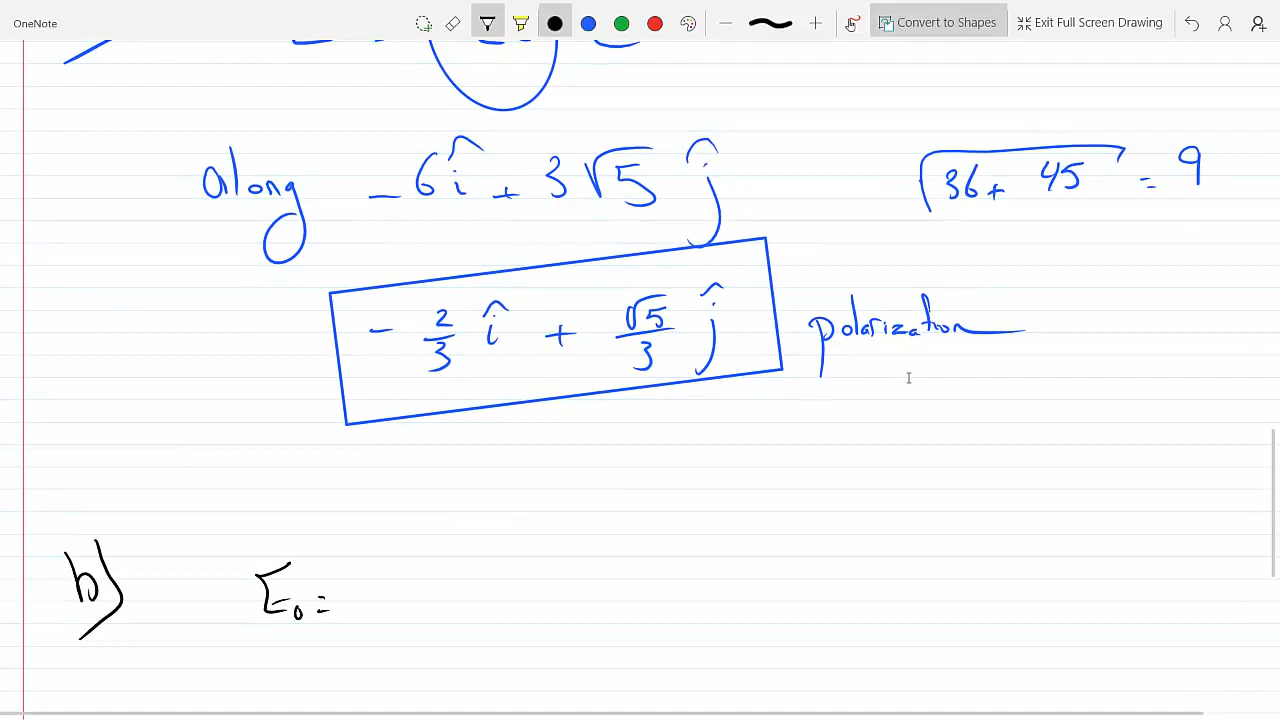 OneNote
Convert to Shapes
Exit Full Screen Drawing
Along -6î + 3√5 ĵ
√36+45 = 9
- 2/3 î + √5/3 ĵ
polarization
b) E₀ =